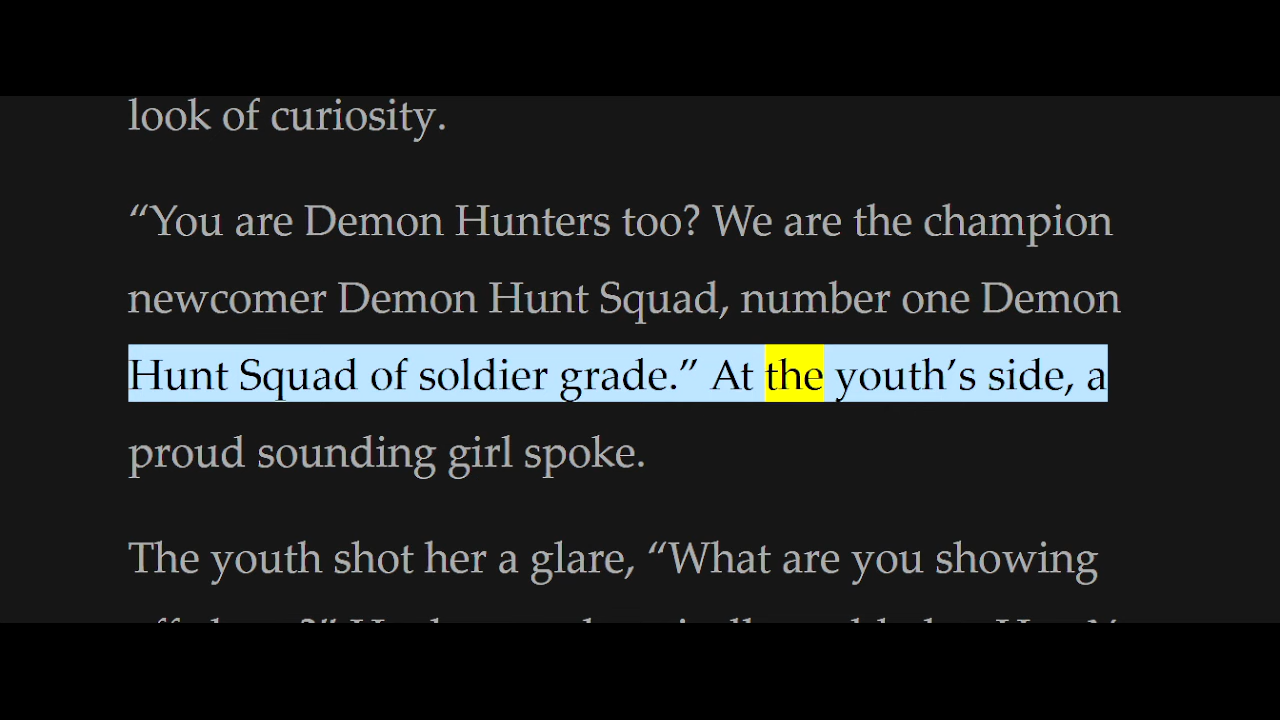 look of curiosity.
“You are Demon Hunters too? We are the champion
newcomer Demon Hunt Squad, number one Demon
Hunt Squad of soldier grade.” At the youth’s side, a
proud sounding girl spoke.
The youth shot her a glare, “What are you showing